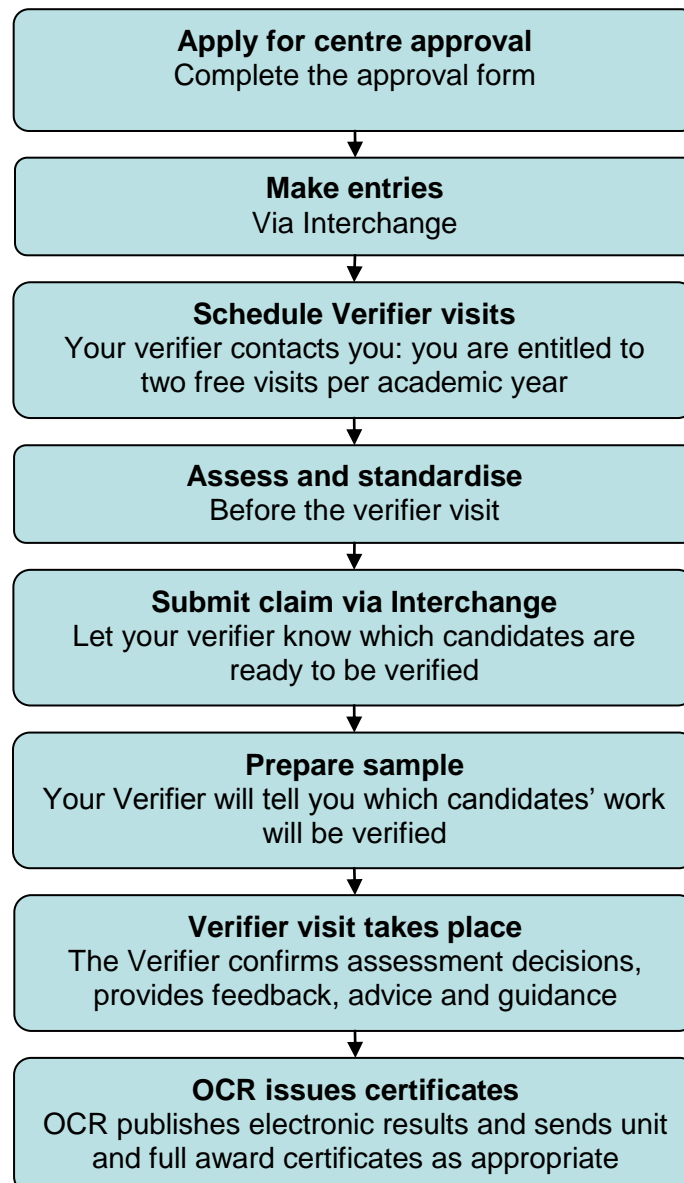 Apply for centre approval
Complete the approval form
Make entries
Via Interchange
Schedule Verifier visits
Your verifier contacts you: you are entitled to
two free visits per academic year
Assess and standardise
Before the verifier visit
Submit claim via Interchange
Let your verifier know which candidates are
ready to be verified
Prepare sample
Your Verifier will tell you which candidates’ work
will be verified
Verifier visit takes place
The Verifier confirms assessment decisions,
provides feedback, advice and guidance
OCR issues certificates
OCR publishes electronic results and sends unit
and full award certificates as appropriate